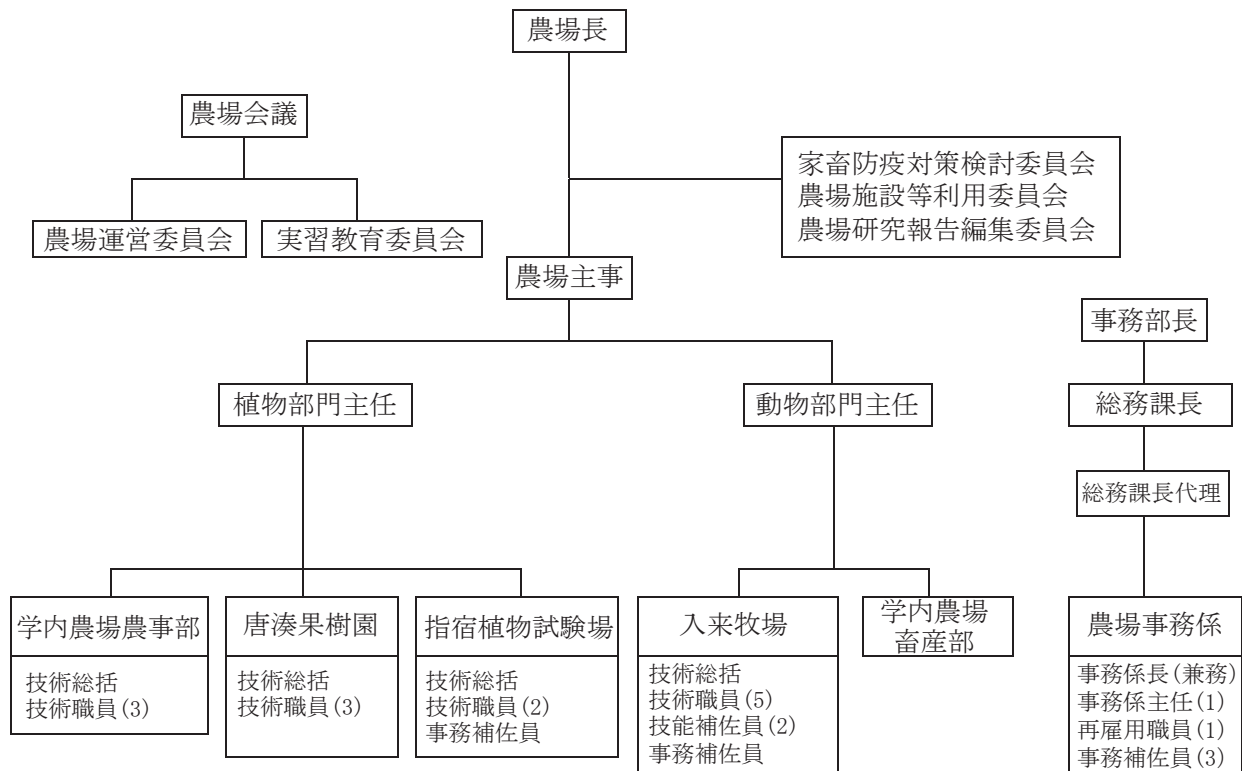 農場長
農場会議
家畜防疫対策検討委員会
農場施設等利用委員会
農場研究報告編集委員会
農場運営委員会
実習教育委員会
農場主事
事務部長
植物部門主任
動物部門主任
総務課長
総務課長代理
学内農場農事部
技術総括
技術職員(3)
唐湊果樹園
技術総括
技術職員(3)
指宿植物試験場
技術総括
技術職員(2)
事務補佐員
入来牧場
技術総括
技術職員(5)
技能補佐員(2)
事務補佐員
学内農場
畜産部
農場事務係
事務係長(兼務)
事務係主任(1)
再雇用職員(1)
事務補佐員(3)